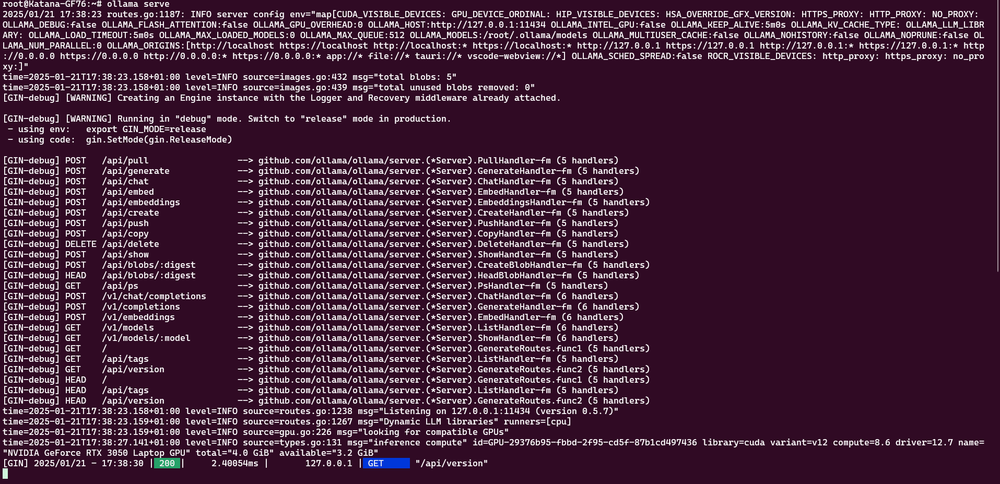 root@Katana-GF76:~# ollama serve
2025/01/21 17:38:23 routes.go:1187: INFO server config env="map[CUDA_VISIBLE_DEVICES: GPU_DEVICE_ORDINAL: HIP_VISIBLE_DEVICES: HSA_OVERRIDE_GFX_VERSION: HTTPS_PROXY: HTTP_PROXY: NO_PROXY:
OLLAMA_DEBUG:false OLLAMA_FLASH_ATTENTION:false OLLAMA_GPU_OVERHEAD:0 OLLAMA_HOST:http://127.0.0.1:11434 OLLAMA_INTEL_GPU:false OLLAMA_KEEP_ALIVE:5m0s OLLAMA_KV_CACHE_TYPE: OLLAMA_LLM_LIBR
ARY: OLLAMA_LOAD_TIMEOUT:5m0s OLLAMA_MAX_LOADED_MODELS:0 OLLAMA_MAX_QUEUE:512 OLLAMA_MODELS:/root/.ollama/models OLLAMA_MULTIUSER_CACHE:false OLLAMA_NOHISTORY:false OLLAMA_NOPRUNE:false OL
LAMA_NUM_PARALLEL:0 OLLAMA_ORIGINS:[http://localhost https://localhost http://localhost:* https://localhost:* http://127.0.0.1 https://127.0.0.1 http://127.0.0.1:* https://127.0.0.1:* http
://0.0.0.0 https://0.0.0.0 http://0.0.0.0:* https://0.0.0.0:* app://* file://* tauri://* vscode-webview://*] OLLAMA_SCHED_SPREAD:false ROCR_VISIBLE_DEVICES: http_proxy: https_proxy: no_pro
xy:]"
time=2025-01-21T17:38:23.158+01:00 level=INFO source=images.go:432 msg="total blobs: 5"
time=2025-01-21T17:38:23.158+01:00 level=INFO source=images.go:439 msg="total unused blobs removed: 0"
[GIN-debug] [WARNING] Creating an Engine instance with the Logger and Recovery middleware already attached.
[GIN-debug] [WARNING] Running in "debug" mode. Switch to "release" mode in production.
 - using env:   export GIN_MODE=release
 - using code:  gin.SetMode(gin.ReleaseMode)
[GIN-debug] POST   /api/pull                 --> github.com/ollama/ollama/server.(*Server).PullHandler-fm (5 handlers)
[GIN-debug] POST   /api/generate             --> github.com/ollama/ollama/server.(*Server).GenerateHandler-fm (5 handlers)
[GIN-debug] POST   /api/chat                 --> github.com/ollama/ollama/server.(*Server).ChatHandler-fm (5 handlers)
[GIN-debug] POST   /api/embed                --> github.com/ollama/ollama/server.(*Server).EmbedHandler-fm (5 handlers)
[GIN-debug] POST   /api/embeddings           --> github.com/ollama/ollama/server.(*Server).EmbeddingsHandler-fm (5 handlers)
[GIN-debug] POST   /api/create               --> github.com/ollama/ollama/server.(*Server).CreateHandler-fm (5 handlers)
[GIN-debug] POST   /api/push                 --> github.com/ollama/ollama/server.(*Server).PushHandler-fm (5 handlers)
[GIN-debug] POST   /api/copy                 --> github.com/ollama/ollama/server.(*Server).CopyHandler-fm (5 handlers)
[GIN-debug] DELETE /api/delete               --> github.com/ollama/ollama/server.(*Server).DeleteHandler-fm (5 handlers)
[GIN-debug] POST   /api/show                 --> github.com/ollama/ollama/server.(*Server).ShowHandler-fm (5 handlers)
[GIN-debug] POST   /api/blobs/:digest        --> github.com/ollama/ollama/server.(*Server).CreateBlobHandler-fm (5 handlers)
[GIN-debug] HEAD   /api/blobs/:digest        --> github.com/ollama/ollama/server.(*Server).HeadBlobHandler-fm (5 handlers)
[GIN-debug] GET    /api/ps                   --> github.com/ollama/ollama/server.(*Server).PsHandler-fm (5 handlers)
[GIN-debug] POST   /v1/chat/completions      --> github.com/ollama/ollama/server.(*Server).ChatHandler-fm (6 handlers)
[GIN-debug] POST   /v1/completions           --> github.com/ollama/ollama/server.(*Server).GenerateHandler-fm (6 handlers)
[GIN-debug] POST   /v1/embeddings            --> github.com/ollama/ollama/server.(*Server).EmbedHandler-fm (6 handlers)
[GIN-debug] GET    /v1/models                --> github.com/ollama/ollama/server.(*Server).ListHandler-fm (6 handlers)
[GIN-debug] GET    /v1/models/:model         --> github.com/ollama/ollama/server.(*Server).ShowHandler-fm (6 handlers)
[GIN-debug] GET    /                         --> github.com/ollama/ollama/server.(*Server).GenerateRoutes.func1 (5 handlers)
[GIN-debug] GET    /api/tags                 --> github.com/ollama/ollama/server.(*Server).ListHandler-fm (5 handlers)
[GIN-debug] GET    /api/version              --> github.com/ollama/ollama/server.(*Server).GenerateRoutes.func2 (5 handlers)
[GIN-debug] HEAD   /                         --> github.com/ollama/ollama/server.(*Server).GenerateRoutes.func1 (5 handlers)
[GIN-debug] HEAD   /api/tags                 --> github.com/ollama/ollama/server.(*Server).ListHandler-fm (5 handlers)
[GIN-debug] HEAD   /api/version              --> github.com/ollama/ollama/server.(*Server).GenerateRoutes.func2 (5 handlers)
time=2025-01-21T17:38:23.158+01:00 level=INFO source=routes.go:1238 msg="Listening on 127.0.0.1:11434 (version 0.5.7)"
time=2025-01-21T17:38:23.159+01:00 level=INFO source=routes.go:1267 msg="Dynamic LLM libraries" runners=[cpu]
time=2025-01-21T17:38:23.159+01:00 level=INFO source=gpu.go:226 msg="looking for compatible GPUs"
time=2025-01-21T17:38:27.141+01:00 level=INFO source=types.go:131 msg="inference compute" id=GPU-29376b95-fbbd-2f95-cd5f-87b1cd497436 library=cuda variant=v12 compute=8.6 driver=12.7 name=
"NVIDIA GeForce RTX 3050 Laptop GPU" total="4.0 GiB" available="3.2 GiB"
[GIN] 2025/01/21 - 17:38:30 | 200 |     2.40054ms |       127.0.0.1 | GET      "/api/version"